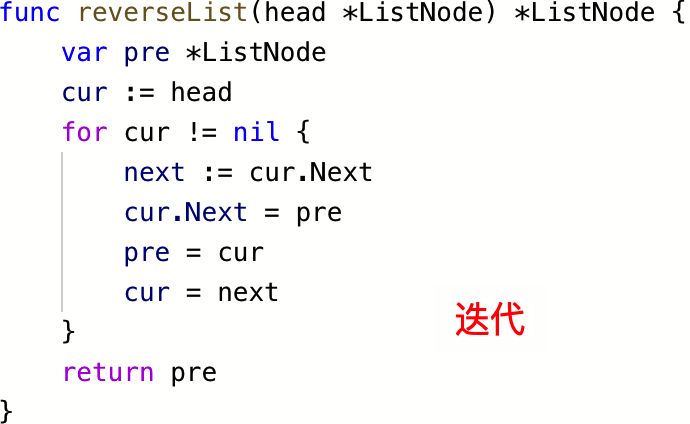 func reverseList(head *ListNode) *ListNode {
    var pre *ListNode
    cur := head
    for cur != nil {
        next := cur.Next
        cur.Next = pre
        pre = cur
        cur = next
迭代
    }
    return pre
}